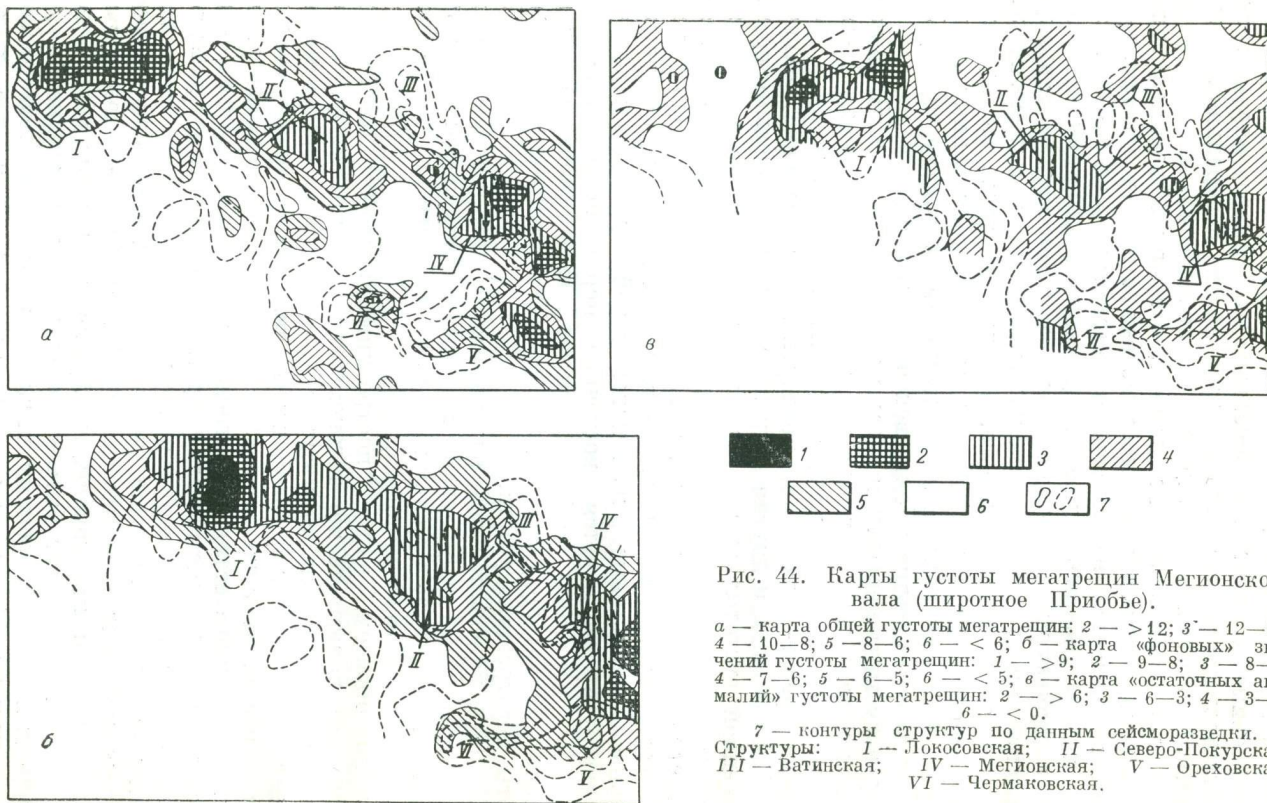 I
II
III
IV
V
VI
а
I
II
III
IV
V
VI
в
I
II
III
IV
V
VI
б
1 2 3 4
5 6 7
Рис. 44. Карты густоты мегатрещин Мегионско
вала (широтное Приобье).
а — карта общей густоты мегатрещин: 2 — >12; 3 — 12—
4 — 10—8; 5 — 8—6; 6 — < 6; б — карта «фоновых» зн
чений густоты мегатрещин: 1 — >9; 2 — 9—8; 3 — 8—
4 — 7—6; 5 — 6—5; 6 — < 5; в — карта «остаточных ан
малий» густоты мегатрещин: 2 — > 6; 3 — 6—3; 4 — 3—
6 — < 0.
7 — контуры структур по данным сейсморазведки.
Структуры: I — Локосовская; II — Северо-Покурска
III — Ватинская; IV — Мегионская; V — Ореховска
VI — Чермаковская.